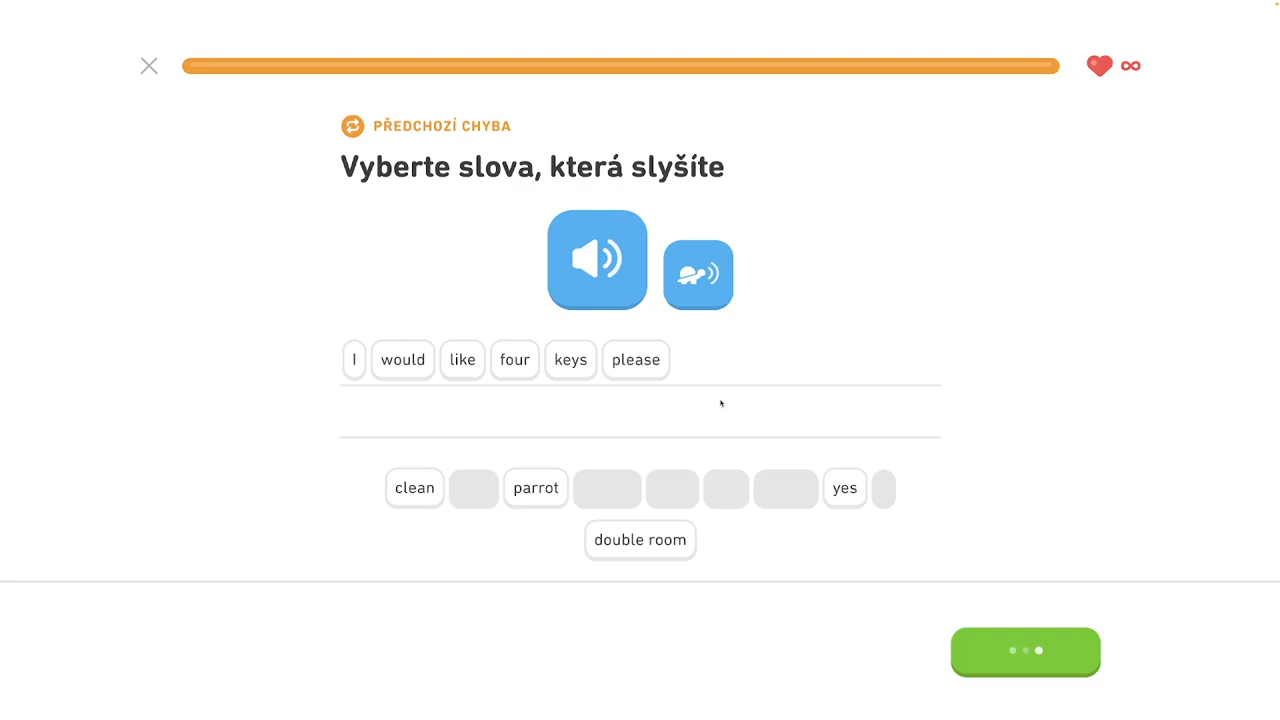 PŘEDCHOZÍ CHYBA
Vyberte slova, která slyšíte
I would like four keys please
clean parrot yes
double room